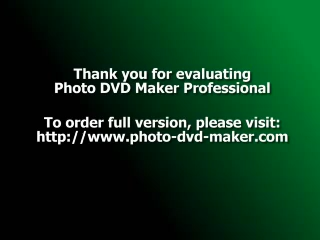 Thank you for evaluating
Photo DVD Maker Professional
To order full version, please visit:
http://www.photo-dvd-maker.com